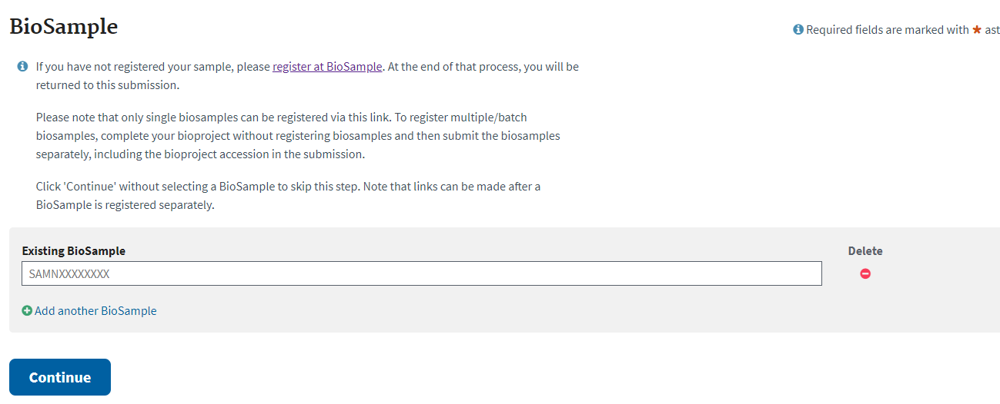 BioSample
Required fields are marked with * ast
If you have not registered your sample, please register at BioSample. At the end of that process, you will be
returned to this submission.
Please note that only single biosamples can be registered via this link. To register multiple/batch
biosamples, complete your bioproject without registering biosamples and then submit the biosamples
separately, including the bioproject accession in the submission.
Click 'Continue' without selecting a BioSample to skip this step. Note that links can be made after a
BioSample is registered separately.
Existing BioSample
Delete
SAMNXXXXXXXX
Add another BioSample
Continue